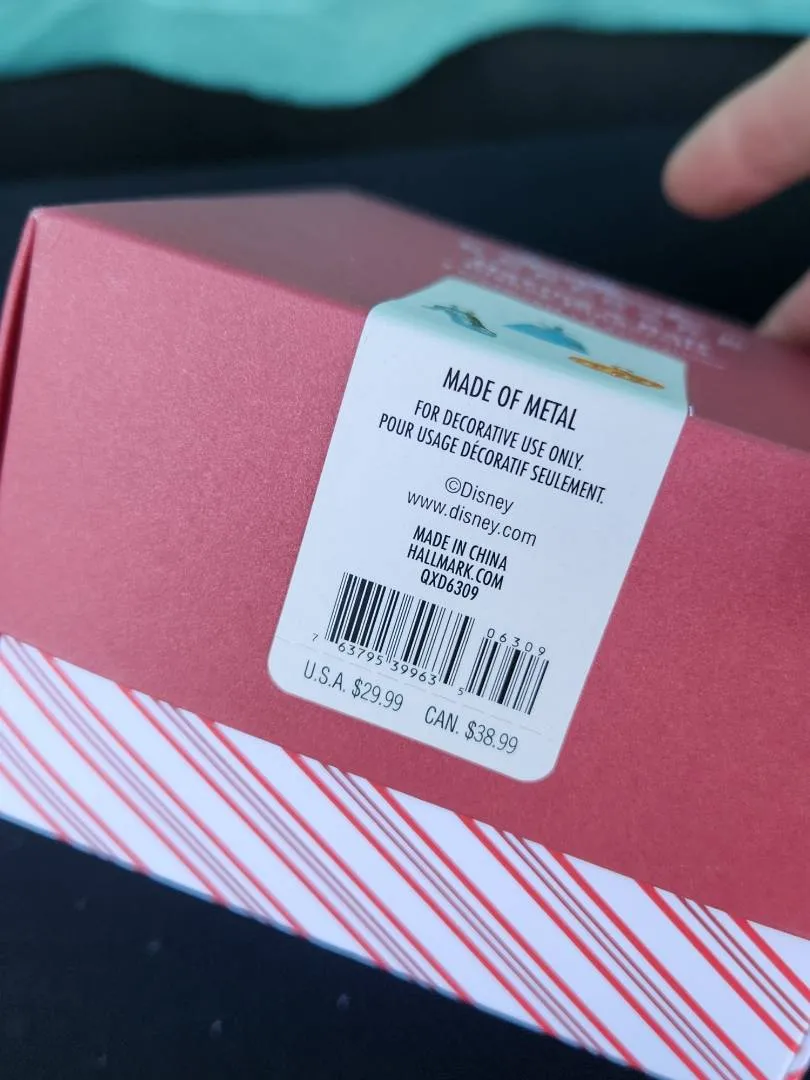 MADE OF METAL
FOR DECORATIVE USE ONLY.
POUR USAGE DÉCORATIF SEULEMENT.
©Disney
www.disney.com
MADE IN CHINA
HALLMARK.COM
QXD6309
06309
7 63795 39963 5
U.S.A. $29.99 CAN. $38.99